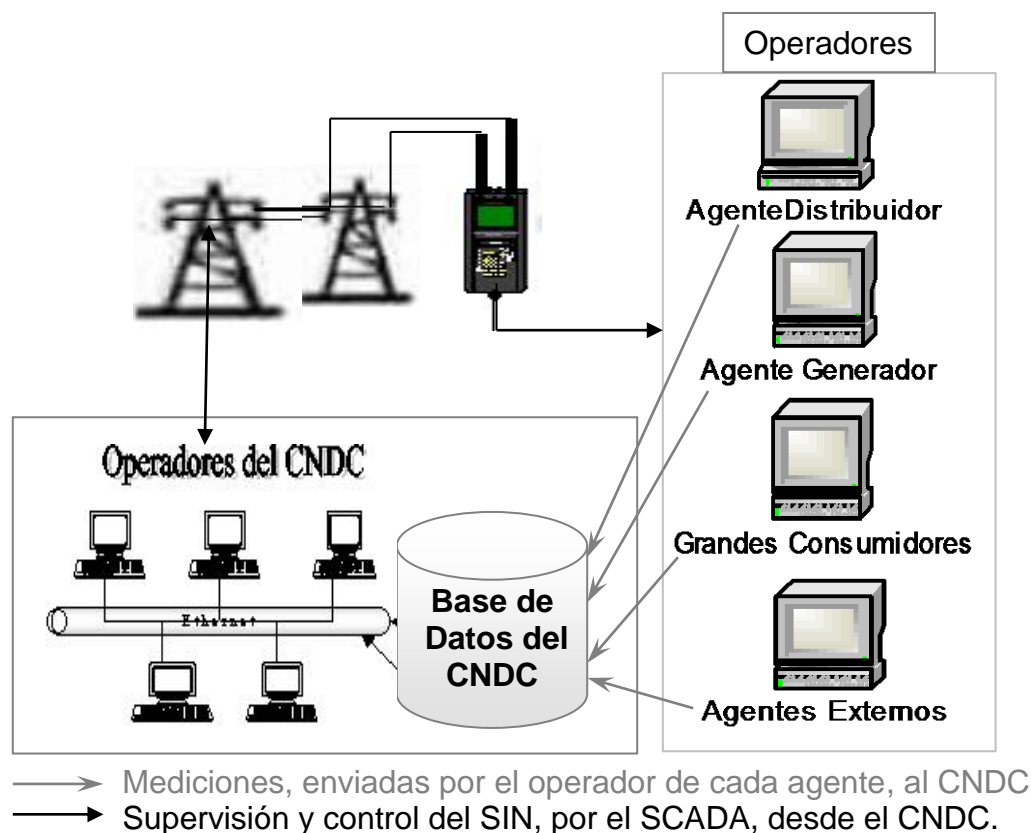 Operadores
AgenteDistribuidor
Agente Generador
Grandes Consumidores
Agentes Externos
Operadores del CNDC
Ethernet
Base de
Datos del
CNDC
Mediciones, enviadas por el operador de cada agente, al CNDC
Supervisión y control del SIN, por el SCADA, desde el CNDC.